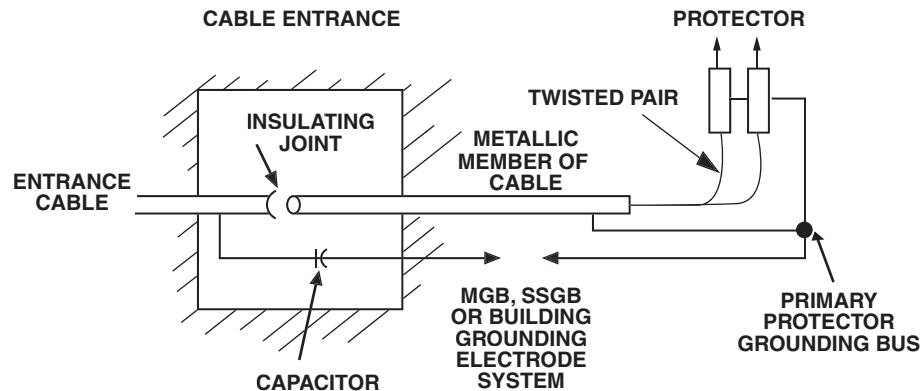 CABLE ENTRANCE
PROTECTOR
TWISTED PAIR
INSULATING
JOINT
METALLIC
MEMBER OF
CABLE
ENTRANCE
CABLE
MGB, SSGB
OR BUILDING
GROUNDING
ELECTRODE
SYSTEM
PRIMARY
PROTECTOR
GROUNDING BUS
CAPACITOR